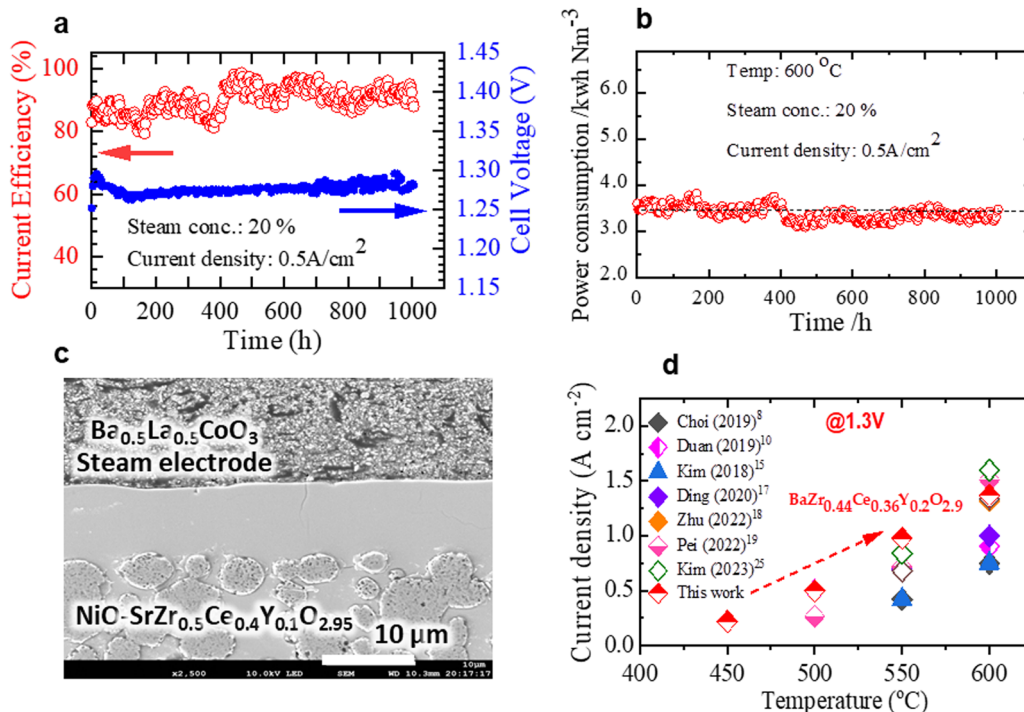 a
Current Efficiency (%)
100
80
60
40
1.45
1.40
1.35
1.30
1.25
1.20
1.15
Cell Voltage (V)
Steam conc.: 20 %
Current density: 0.5A/cm²
0 200 400 600 800 1000
Time (h)
b
Power consumption /kwh Nm⁻³
6.0
5.0
4.0
3.0
2.0
Temp: 600 °C
Steam conc.: 20 %
Current density: 0.5A/cm²
0 200 400 600 800 1000
Time /h
c
Ba₀.₅La₀.₅CoO₃
Steam electrode
NiO-SrZr₀.₅Ce₀.₄Y₀.₁O₂.₉₅
10 μm
10μm
x2,500 10.0kV LED SEM WD 10.3mm 20:17:17
d
Current density (A cm⁻²)
2.0
1.5
1.0
0.5
0.0
@1.3V
Choi (2019)⁸
Duan (2019)¹⁰
Kim (2018)¹⁵
Ding (2020)¹⁷
Zhu (2022)¹⁸
Pei (2022)¹⁹
Kim (2023)²⁵
This work
BaZr₀.₄₄Ce₀.₃₆Y₀.₂O₂.₉
400 450 500 550 600
Temperature (ºC)